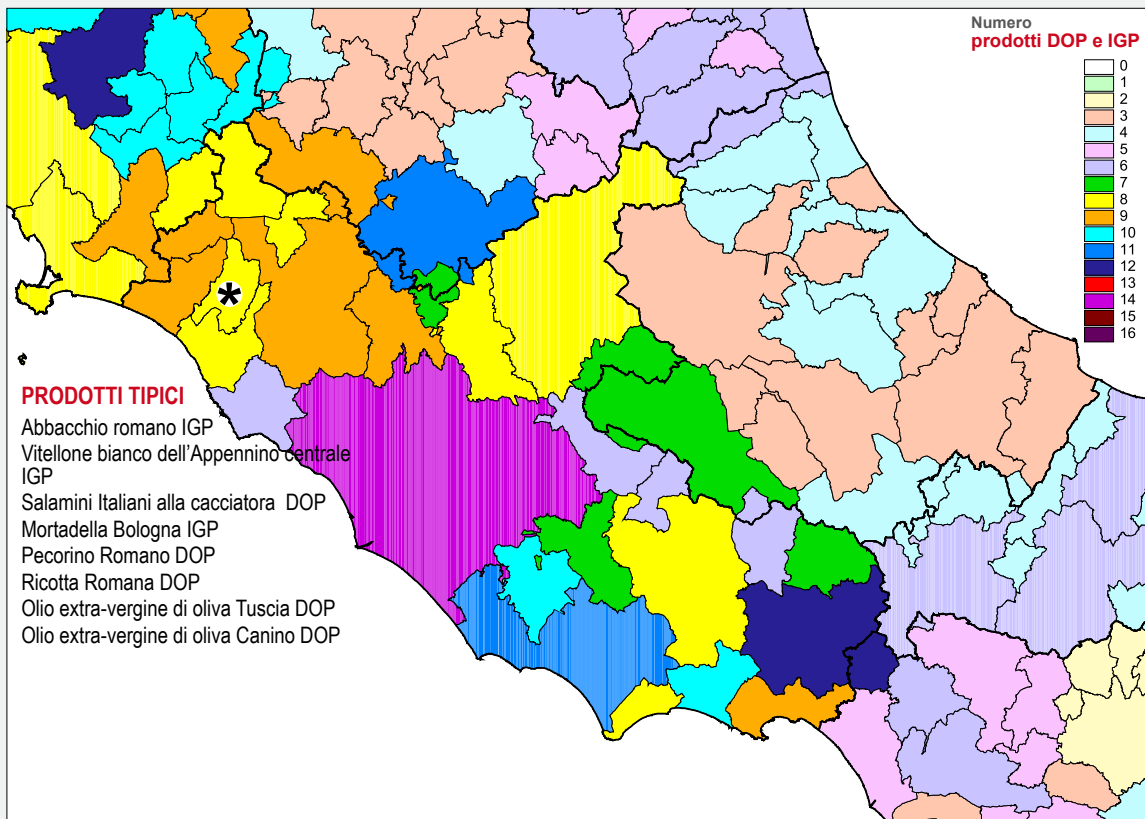 Numero
prodotti DOP e IGP
0
1
2
3
4
5
6
7
8
9
10
11
12
13
14
15
16
*
PRODOTTI TIPICI
Abbacchio romano IGP
Vitellone bianco dell'Appennino centrale
IGP
Salamini Italiani alla cacciatora DOP
Mortadella Bologna IGP
Pecorino Romano DOP
Ricotta Romana DOP
Olio extra-vergine di oliva Tuscia DOP
Olio extra-vergine di oliva Canino DOP